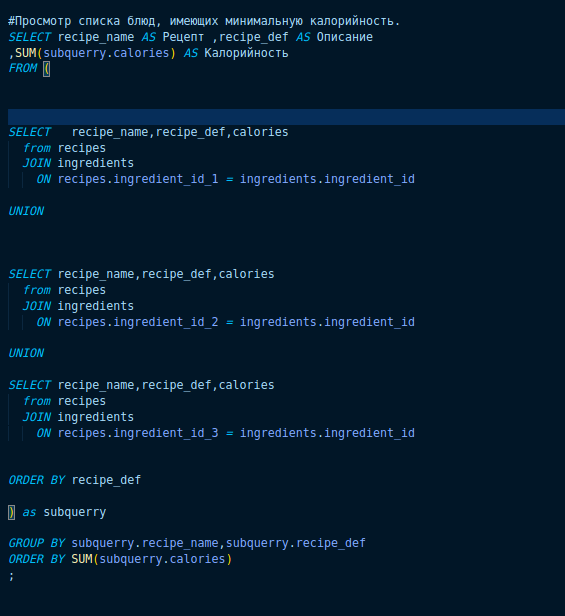 #Просмотр списка блюд, имеющих минимальную калорийность.
SELECT recipe_name AS Рецепт ,recipe_def AS Описание
,SUM(subquerry.calories) AS Калорийность
FROM (
SELECT   recipe_name,recipe_def,calories
  from recipes
  JOIN ingredients
    ON recipes.ingredient_id_1 = ingredients.ingredient_id
UNION
SELECT recipe_name,recipe_def,calories
  from recipes
  JOIN ingredients
    ON recipes.ingredient_id_2 = ingredients.ingredient_id
UNION
SELECT recipe_name,recipe_def,calories
  from recipes
  JOIN ingredients
    ON recipes.ingredient_id_3 = ingredients.ingredient_id
ORDER BY recipe_def
) as subquerry
GROUP BY subquerry.recipe_name,subquerry.recipe_def
ORDER BY SUM(subquerry.calories)
;